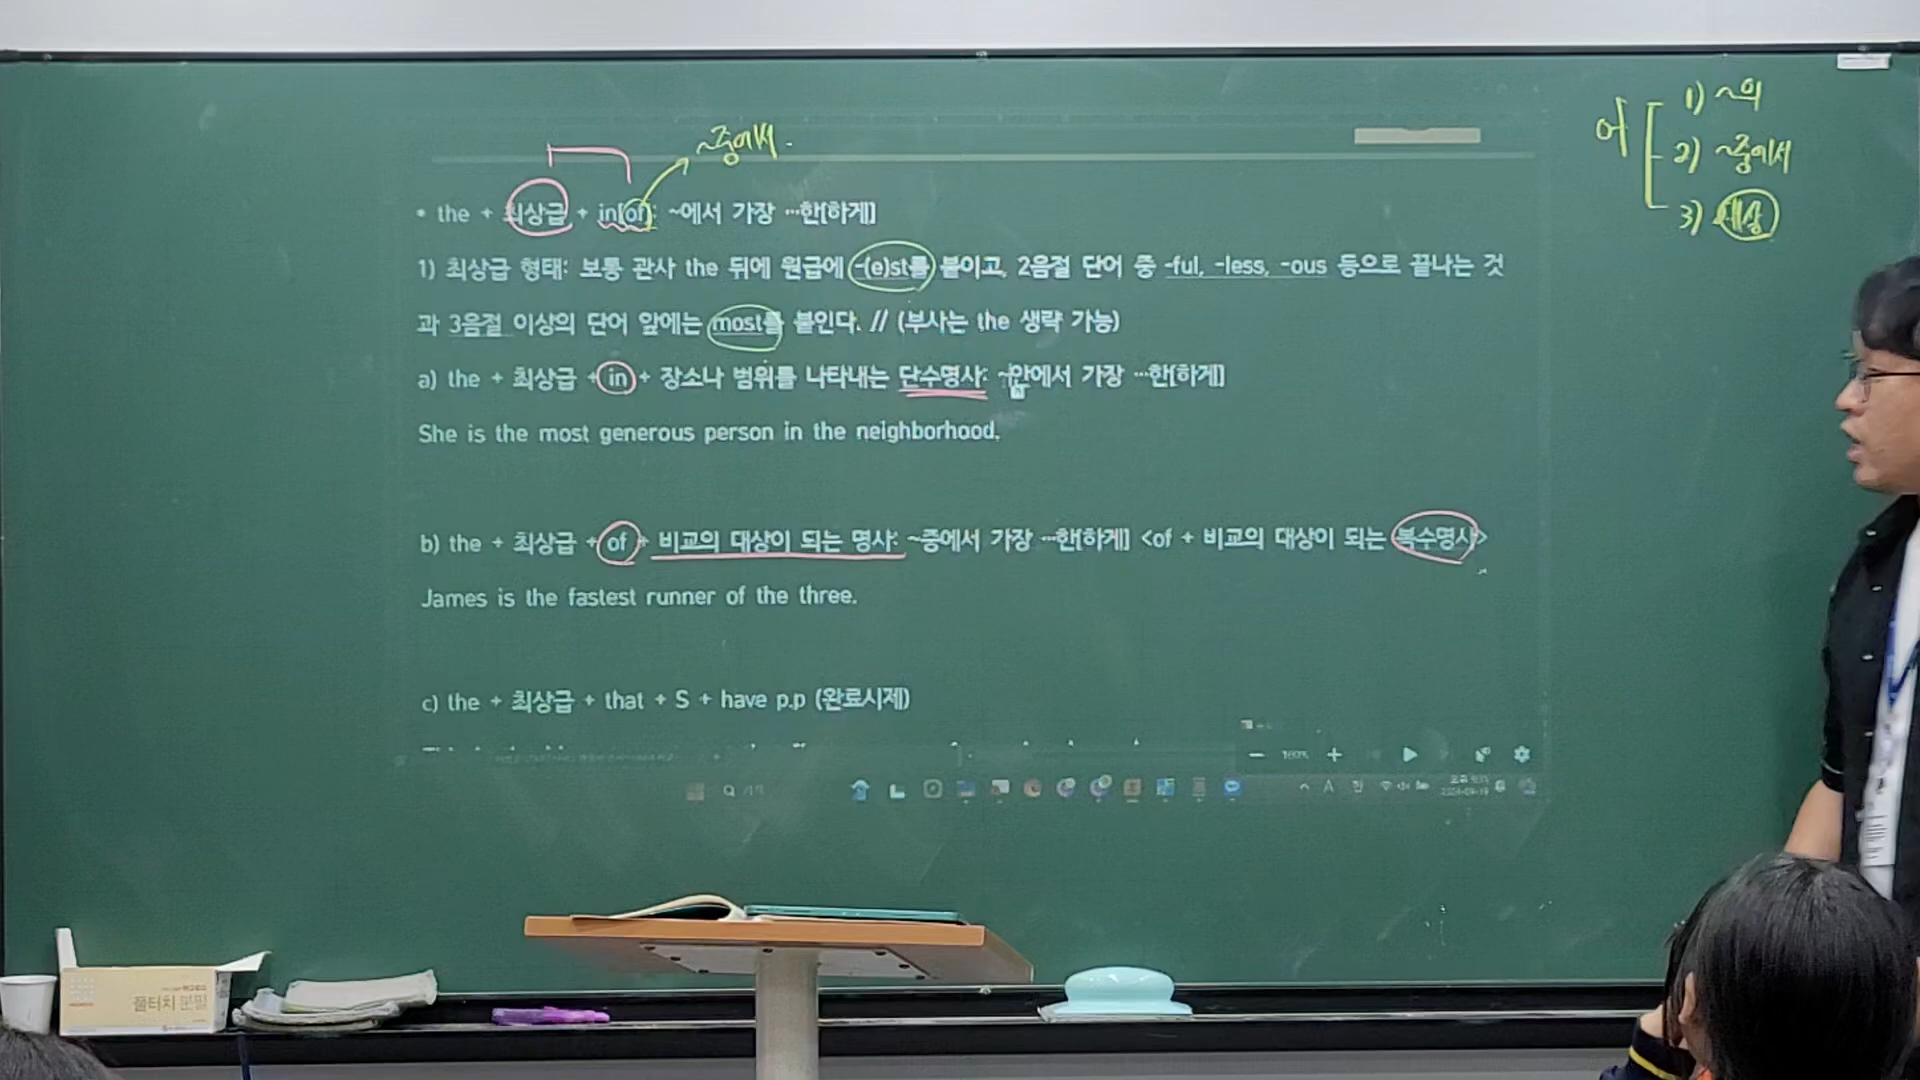 ~중에서.
어
1) ~의
2) ~중에서
3)
• the + 최상급 + in[of]: ~에서 가장 …한[하게]
1) 최상급 형태: 보통 관사 the 뒤에 원급에 -(e)st를 붙이고, 2음절 단어 중 -ful, -less, -ous 등으로 끝나는 것
과 3음절 이상의 단어 앞에는 most를 붙인다. // (부사는 the 생략 가능)
a) the + 최상급 + in + 장소나 범위를 나타내는 단수명사: ~안에서 가장 …한[하게]
She is the most generous person in the neighborhood.
b) the + 최상급 + of + 비교의 대상이 되는 명사: ~중에서 가장 …한[하게] <of + 비교의 대상이 되는 복수명사>
James is the fastest runner of the three.
c) the + 최상급 + that + S + have p.p (완료시제)
160%
A 한
물터치 분필